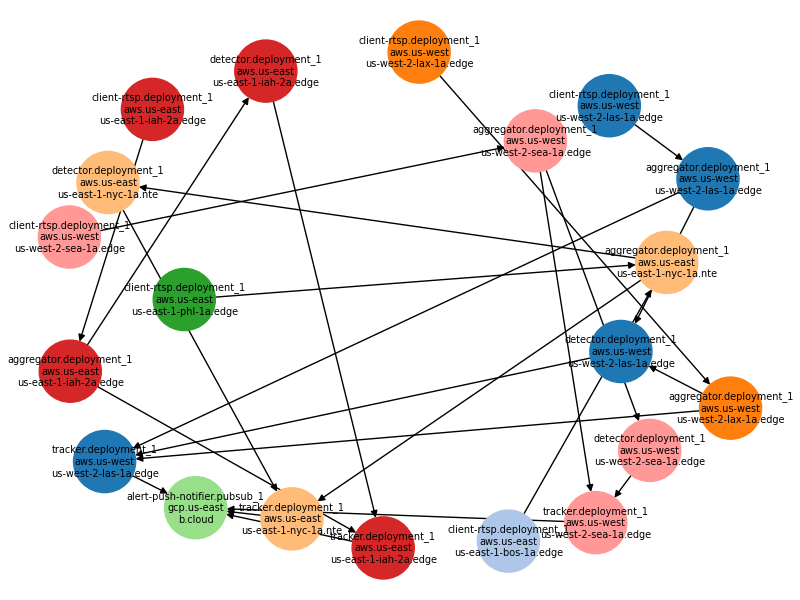 client-rtsp.deployment_1
aws.us-west
us-west-2-lax-1a.edge
detector.deployment_1
aws.us-east
us-east-1-iah-2a.edge
client-rtsp.deployment_1
aws.us-east
us-east-1-iah-2a.edge
client-rtsp.deployment_1
aws.us-west
us-west-2-las-1a.edge
aggregator.deployment_1
aws.us-west
us-west-2-sea-1a.edge
aggregator.deployment_1
aws.us-west
us-west-2-las-1a.edge
detector.deployment_1
aws.us-east
us-east-1-nyc-1a.nte
client-rtsp.deployment_1
aws.us-west
us-west-2-sea-1a.edge
aggregator.deployment_1
aws.us-east
us-east-1-nyc-1a.nte
client-rtsp.deployment_1
aws.us-east
us-east-1-phl-1a.edge
detector.deployment_1
aws.us-west
us-west-2-las-1a.edge
aggregator.deployment_1
aws.us-east
us-east-1-iah-2a.edge
aggregator.deployment_1
aws.us-west
us-west-2-lax-1a.edge
detector.deployment_1
aws.us-west
us-west-2-sea-1a.edge
tracker.deployment_1
aws.us-west
us-west-2-las-1a.edge
alert-push-notifier.pubsub_1
gcp.us-east
b.cloud
tracker.deployment_1
aws.us-east
us-east-1-nyc-1a.nte
tracker.deployment_1
aws.us-west
us-west-2-sea-1a.edge
client-rtsp.deployment_1
aws.us-east
us-east-1-bos-1a.edge
tracker.deployment_1
aws.us-east
us-east-1-iah-2a.edge